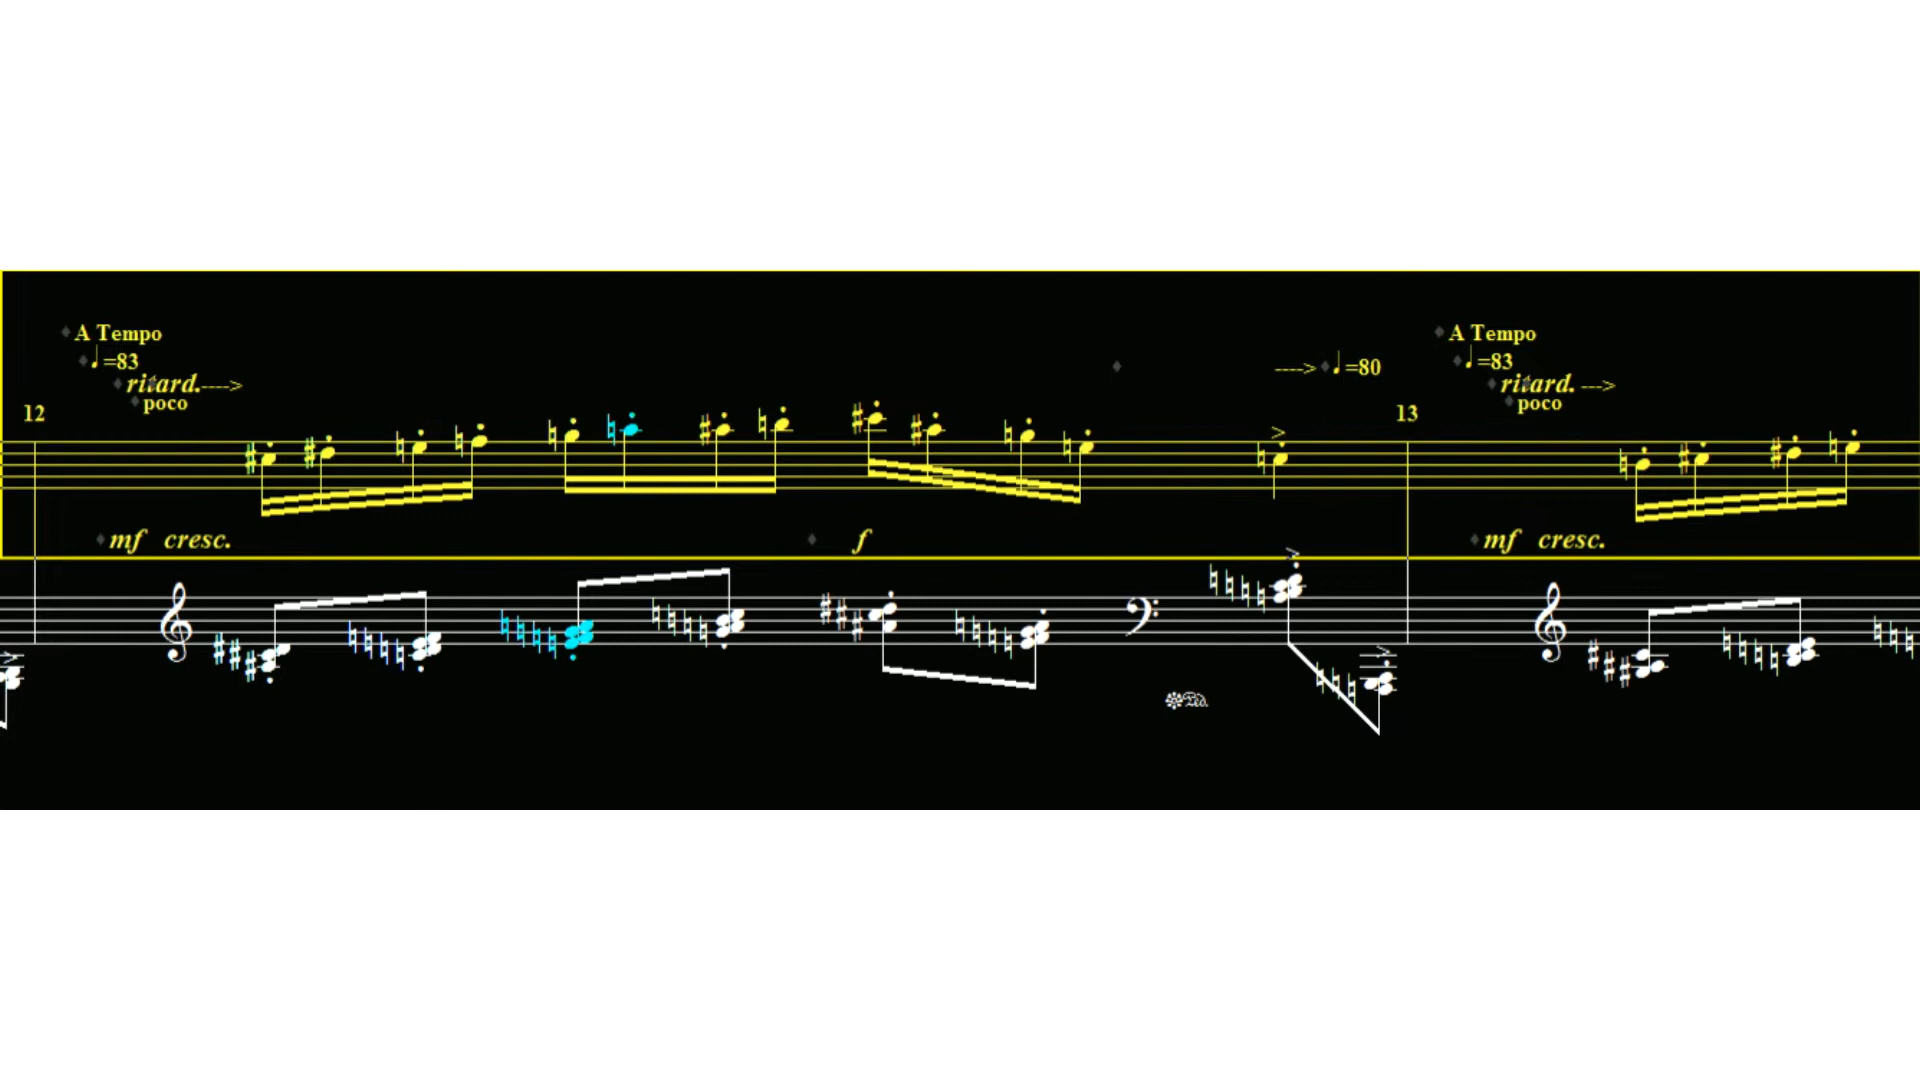 A Tempo
♩=83
ritard.---->
poco
12
----> ♩=80
A Tempo
♩=83
ritard. --->
poco
13
mf cresc.
f
mf cresc.